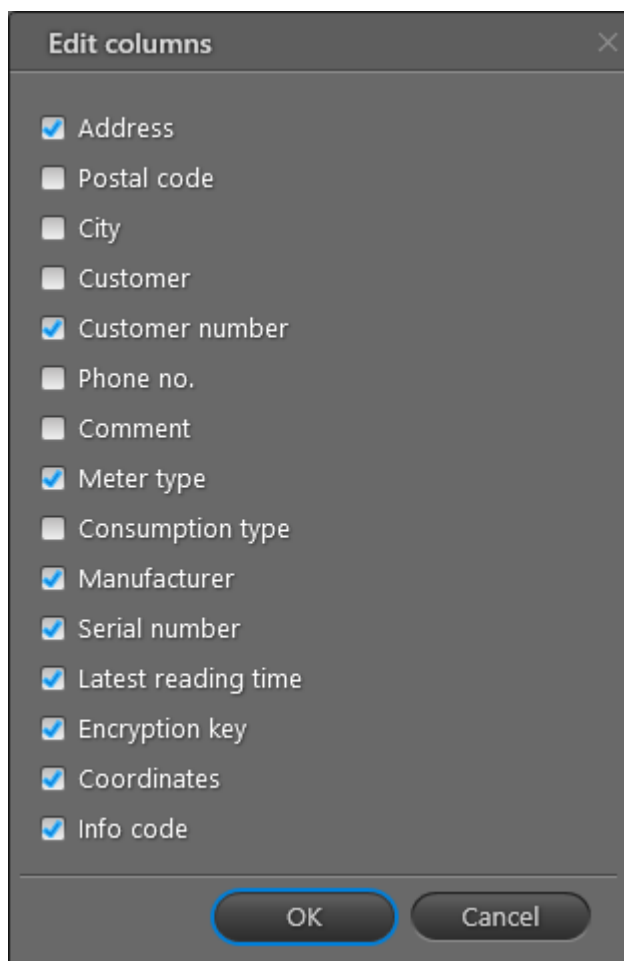 Edit columns
Address
Postal code
City
Customer
Customer number
Phone no.
Comment
Meter type
Consumption type
Manufacturer
Serial number
Latest reading time
Encryption key
Coordinates
Info code
OK Cancel